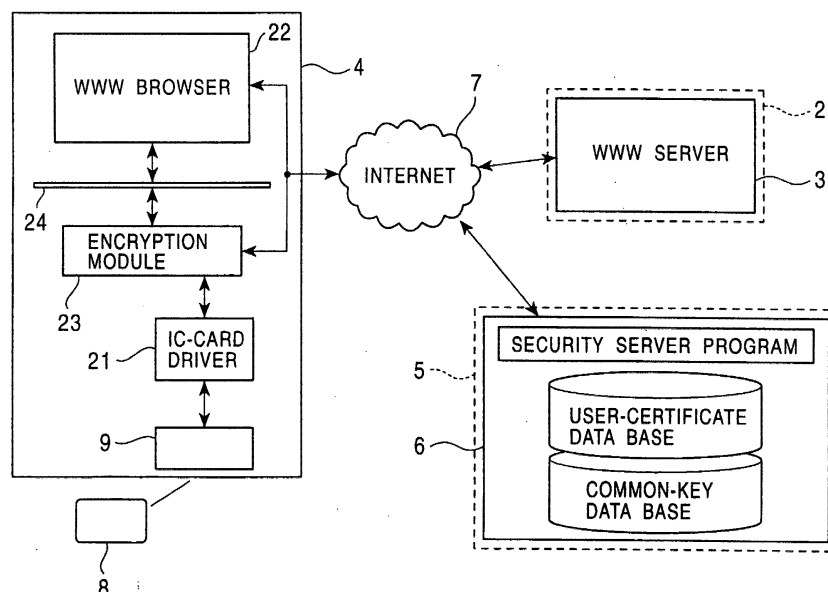 22
WWW BROWSER
4
24
ENCRYPTION
MODULE
23
IC-CARD
DRIVER
21
9
8
7
INTERNET
2
WWW SERVER
3
SECURITY SERVER PROGRAM
5
USER-CERTIFICATE
DATA BASE
6
COMMON-KEY
DATA BASE